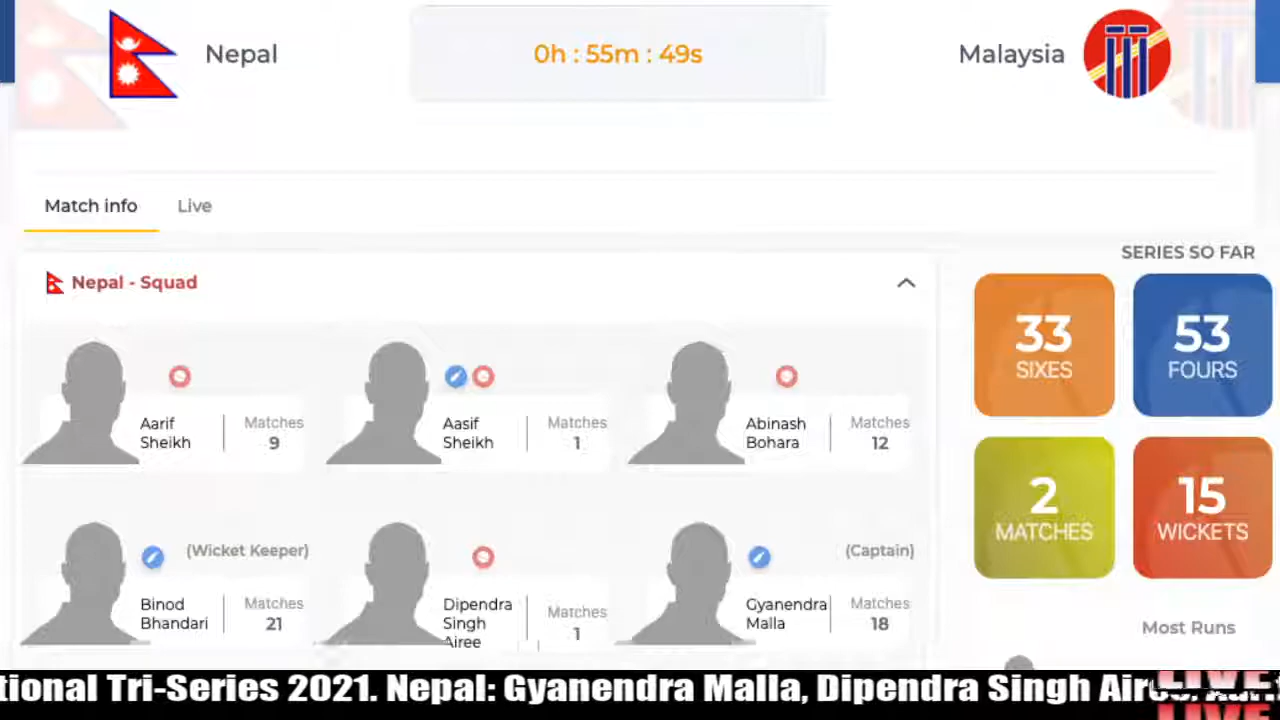 Nepal
0h : 55m : 49s
Malaysia
Match info
Live
SERIES SO FAR
Nepal - Squad
33
SIXES
53
FOURS
Aarif
Sheikh
Matches
9
Aasif
Sheikh
Matches
1
Abinash
Bohara
Matches
12
2
MATCHES
15
WICKETS
(Wicket Keeper)
Binod
Bhandari
Matches
21
Dipendra
Singh
Airee
Matches
1
(Captain)
Gyanendra
Malla
Matches
18
Most Runs
tional Tri-Series 2021. Nepal: Gyanendra Malla, Dipendra Singh Airee,
LIVE
LIVE